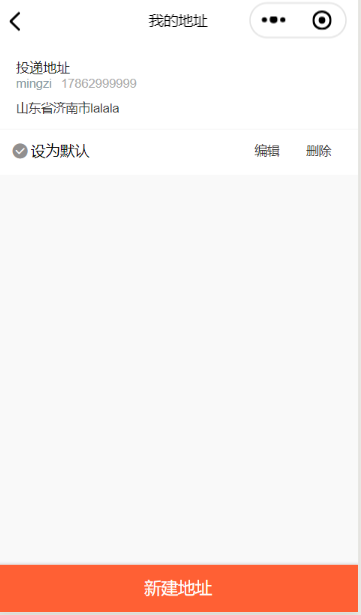 我的地址
投递地址
mingzi 17862999999
山东省济南市lalala
设为默认 编辑 删除
新建地址